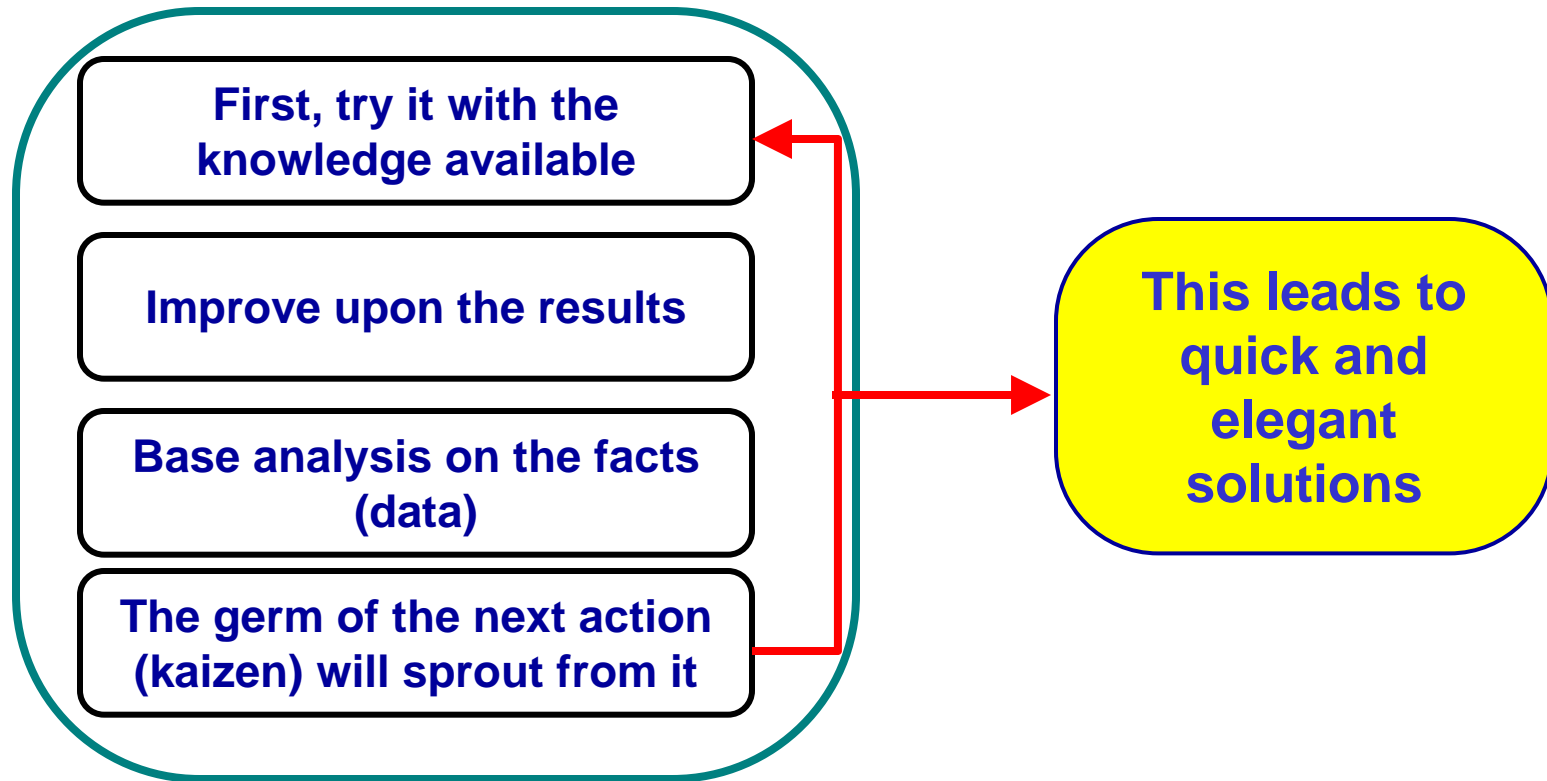 First, try it with the
knowledge available
Improve upon the results
Base analysis on the facts
(data)
The germ of the next action
(kaizen) will sprout from it
This leads to
quick and
elegant
solutions